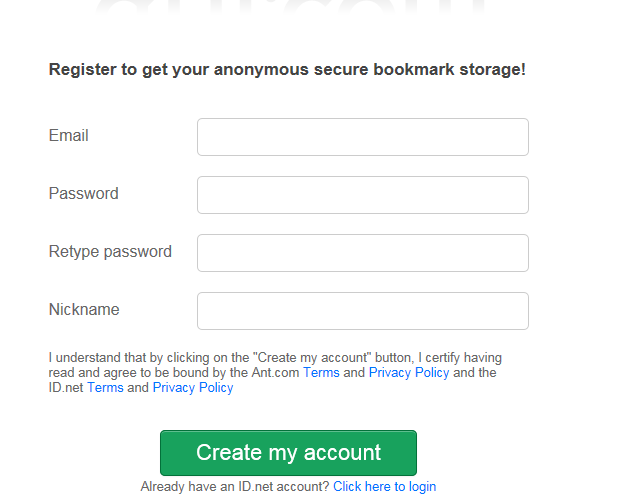 Register to get your anonymous secure bookmark storage!
Email
Password
Retype password
Nickname
I understand that by clicking on the "Create my account" button, I certify having
read and agree to be bound by the Ant.com Terms and Privacy Policy and the
ID.net Terms and Privacy Policy
Create my account
Already have an ID.net account? Click here to login